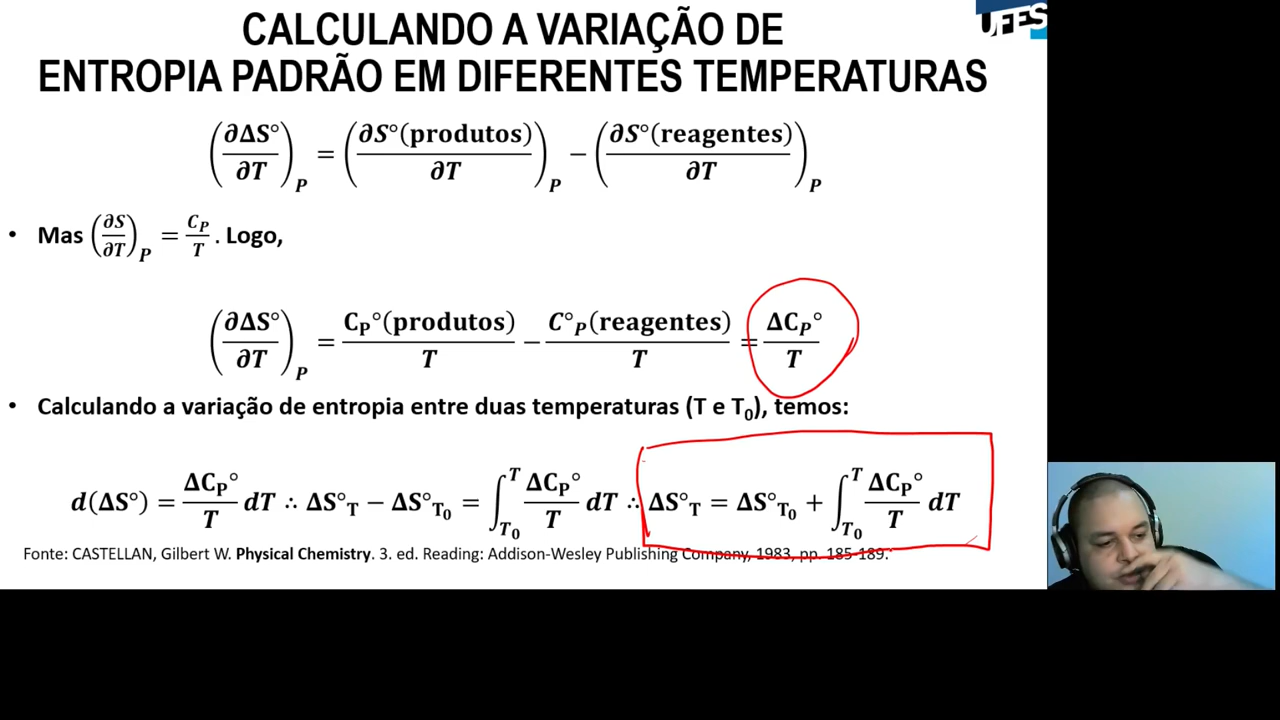 CALCULANDO A VARIAÇÃO DE
UFES
ENTROPIA PADRÃO EM DIFERENTES TEMPERATURAS
(∂ΔS°/∂T)_P = (∂S°(produtos)/∂T)_P − (∂S°(reagentes)/∂T)_P
• Mas (∂S/∂T)_P = C_P/T . Logo,
(∂ΔS°/∂T)_P = C_P°(produtos)/T − C°_P(reagentes)/T = ΔC_P°/T
• Calculando a variação de entropia entre duas temperaturas (T e T₀), temos:
d(ΔS°) = ΔC_P°/T dT ∴ ΔS°_T − ΔS°_T₀ = ∫_T₀^T ΔC_P°/T dT ∴ ΔS°_T = ΔS°_T₀ + ∫_T₀^T ΔC_P°/T dT
Fonte: CASTELLAN, Gilbert W. Physical Chemistry. 3. ed. Reading: Addison-Wesley Publishing Company, 1983, pp. 185-189.